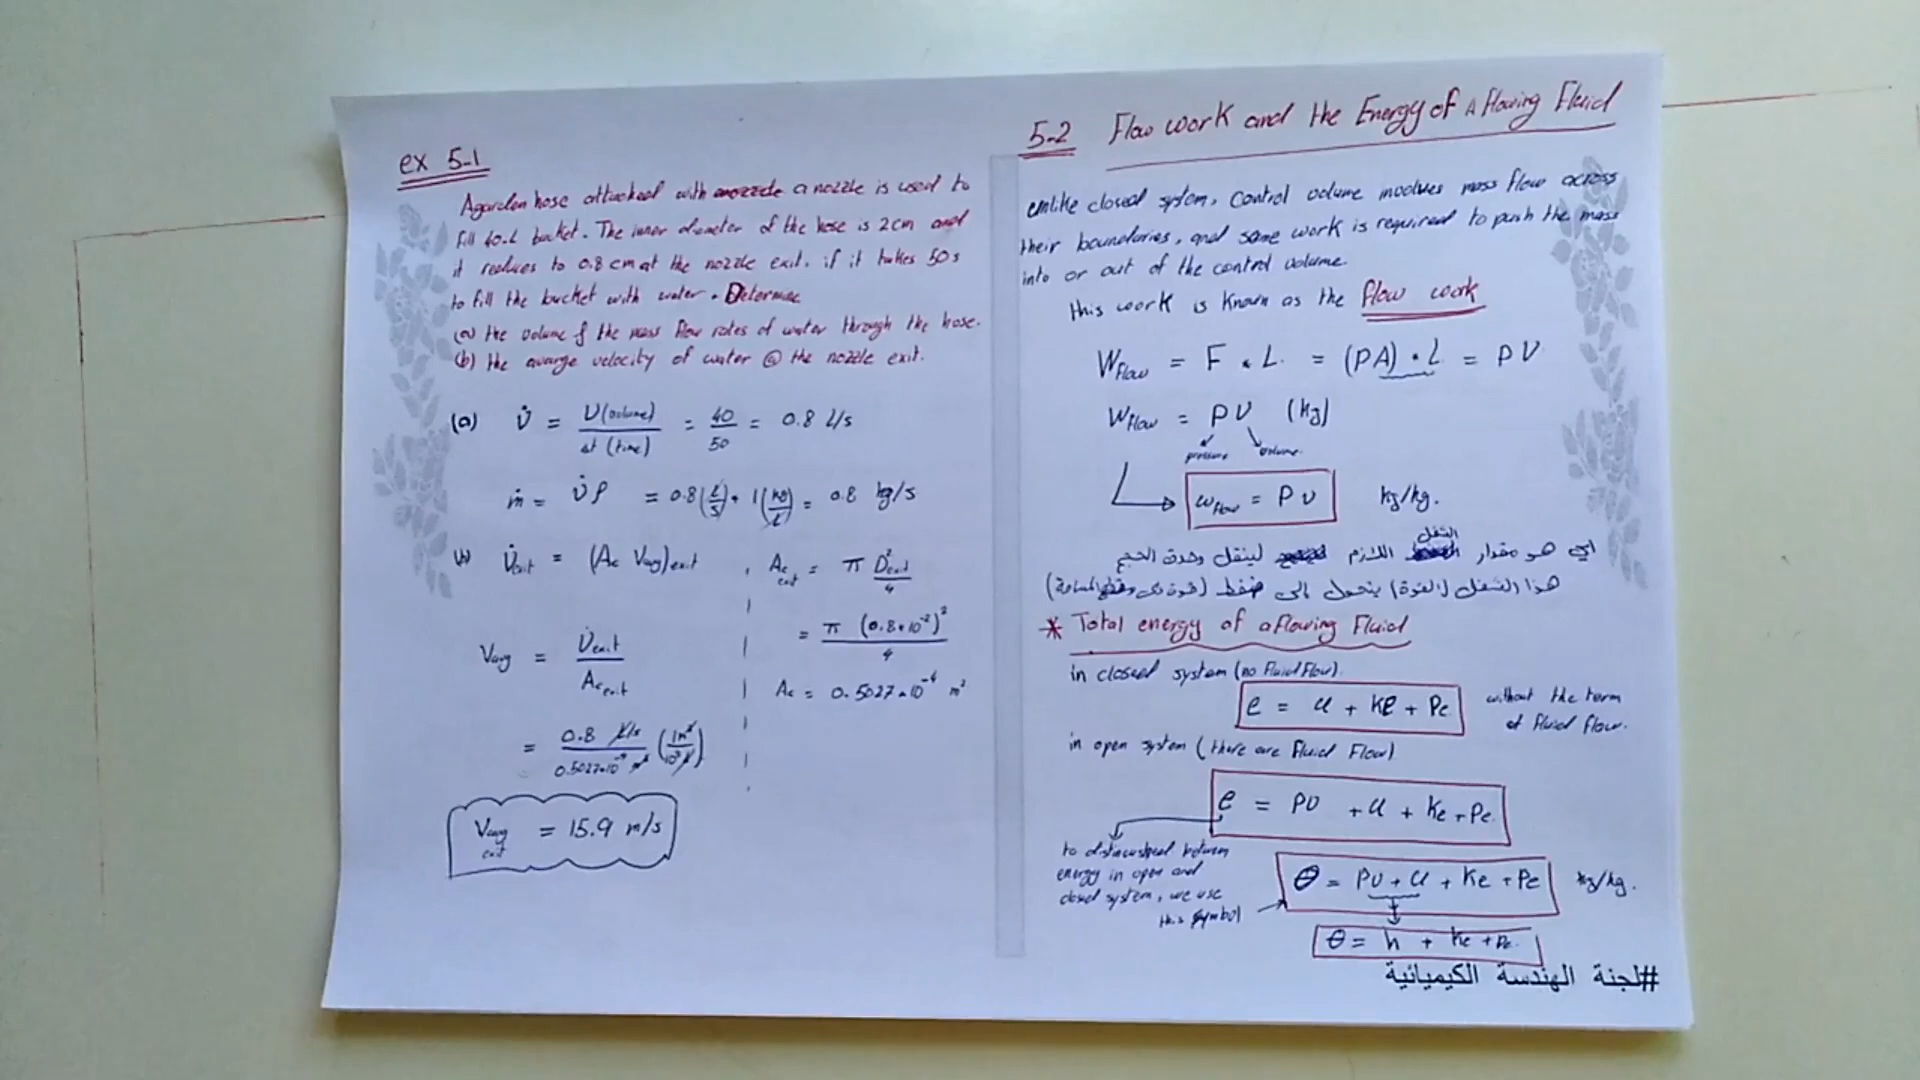 ex 5-1
A garden hose attached with a nozzle is used to
fill 40-L bucket. The inner diameter of the hose is 2cm and
it reduces to 0.8 cm at the nozzle exit. if it takes 50 s
to fill the bucket with water. Determine
(a) the volume & the mass flow rates of water through the hose.
(b) the avarge velocity of water @ the nozzle exit.
(a) V̇ = V(volume) / Δt (time) = 40/50 = 0.8 L/s
ṁ = V̇ρ = 0.8 (L/s) * 1 (kg/L) = 0.8 kg/s
(b) V̇exit = (Ac Vavg)exit , Ac exit = π D²exit / 4
= π (0.8*10⁻²)² / 4
Vavg = V̇exit / Ac exit
Ac = 0.5027*10⁻⁴ m²
= 0.8 L/s / 0.5027*10⁻⁴ m² (1m³ / 10³ L)
Vavg exit = 15.9 m/s
5-2 Flow work and the Energy of A flowing Fluid
unlike closed system, Control volume involves mass flow across
their boundaries, and some work is required to push the mass
into or out of the control volume.
this work is known as the flow work
Wflow = F * L = (PA) * L = PV
Wflow = PV (kj)
pressure volume
wflow = Pv kj/kg.
الشغل
اي هو مقدار اللازم لينقل وحدة الحجم
هذا الشغل (القوة) يتحول إلى ضغط
* Total energy of a flowing Fluid
in closed system (no Fluid Flow).
e = u + ke + Pe
without the term
of fluid flow.
in open system (there are Fluid Flow)
e = Pv + u + ke + Pe
to distinushed between
energy in open and
closed system, we use
this symbol
θ = Pv + u + ke + Pe kj/kg.
θ = h + ke + pe.
#لجنة الهندسة الكيميائية